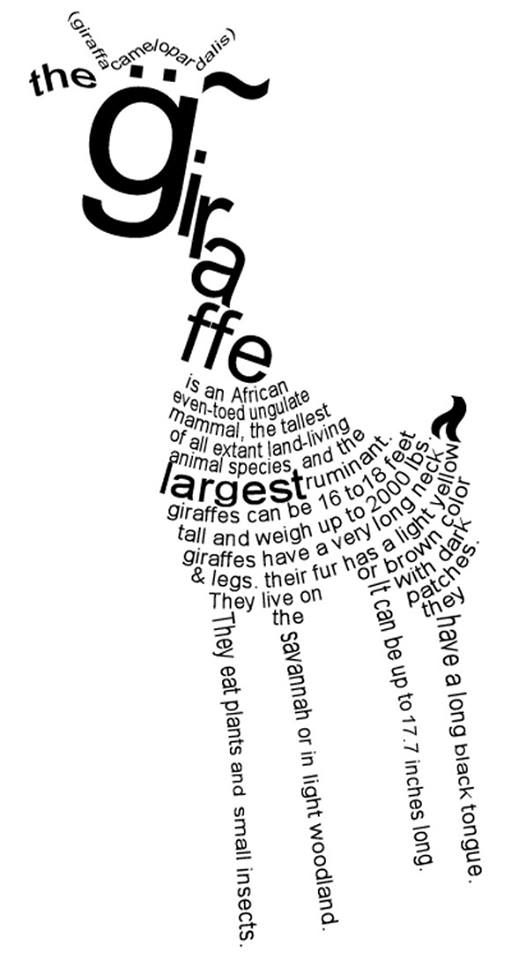 (giraffa camelopardalis)
the
giraffe
is an African
even-toed ungulate
mammal, the tallest
of all extant land-living
animal species, and the
largest ruminant.
giraffes can be 16 to18 feet
tall and weigh up to 2000 lbs.
giraffes have a very long neck
& legs. their fur has a light yellow
or brown color
with dark
patches.
They live on
the savannah or in light woodland.
They eat plants and small insects.
they have a long black tongue.
It can be up to 17.7 inches long.